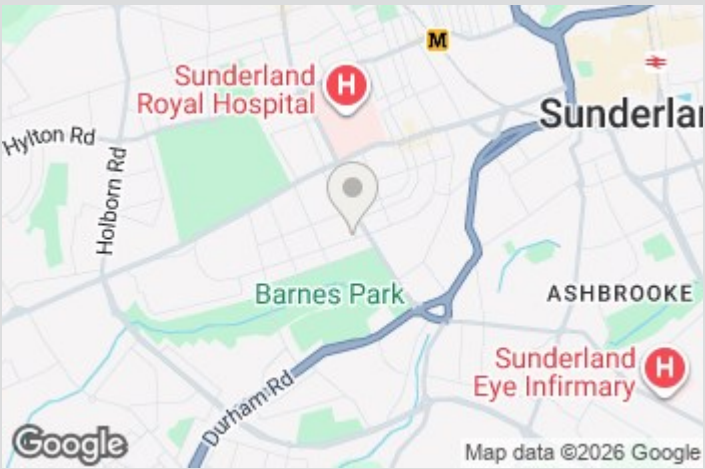 M
Sunderland
Royal Hospital
H
Sunderlan
Hylton Rd
Holborn Rd
Barnes Park
ASHBROOKE
Sunderland
Eye Infirmary
H
Durham Rd
Google
Map data ©2026 Google